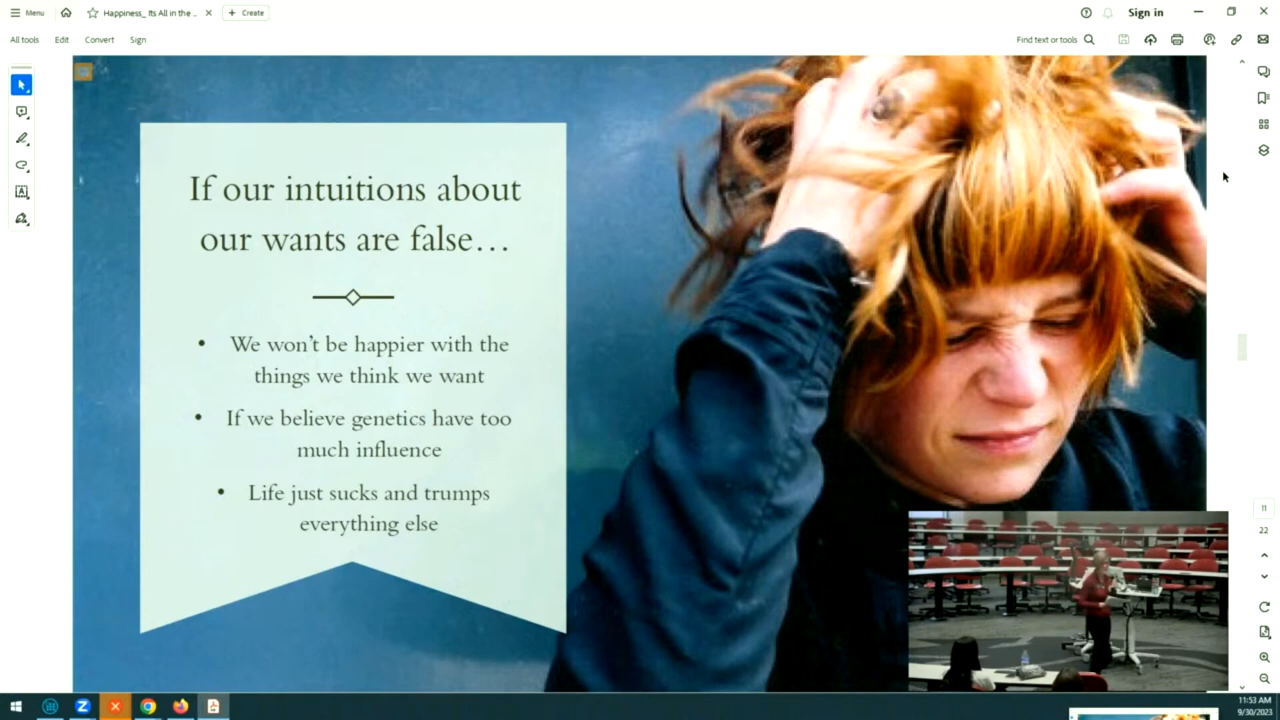 Menu
Happiness_ Its All in the ..
Create
Sign in
All tools
Edit
Convert
Sign
Find text or tools
If our intuitions about
our wants are false…
• We won't be happier with the
things we think we want
• If we believe genetics have too
much influence
• Life just sucks and trumps
everything else
11
22
11:53 AM
9/30/2023